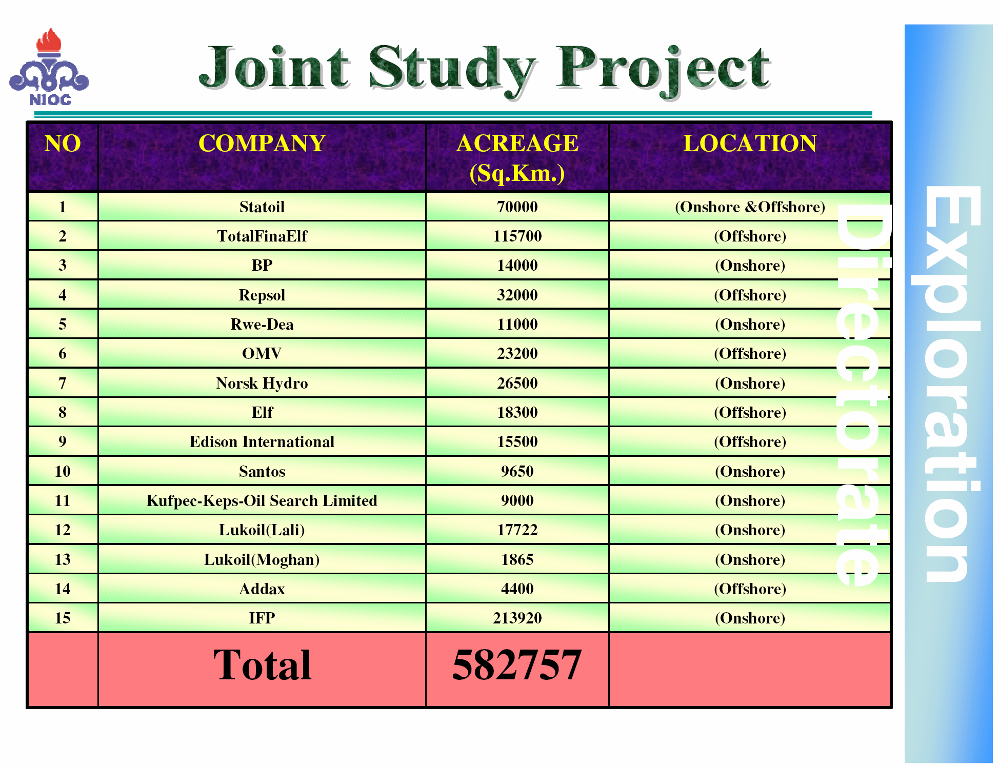 NIOC
Joint Study Project
NO COMPANY ACREAGE (Sq.Km.) LOCATION
1 Statoil 70000 (Onshore &Offshore)
2 TotalFinaElf 115700 (Offshore)
3 BP 14000 (Onshore)
4 Repsol 32000 (Offshore)
5 Rwe-Dea 11000 (Onshore)
6 OMV 23200 (Offshore)
7 Norsk Hydro 26500 (Onshore)
8 Elf 18300 (Offshore)
9 Edison International 15500 (Offshore)
10 Santos 9650 (Onshore)
11 Kufpec-Keps-Oil Search Limited 9000 (Onshore)
12 Lukoil(Lali) 17722 (Onshore)
13 Lukoil(Moghan) 1865 (Onshore)
14 Addax 4400 (Offshore)
15 IFP 213920 (Onshore)
Total 582757
Exploration
Directorate